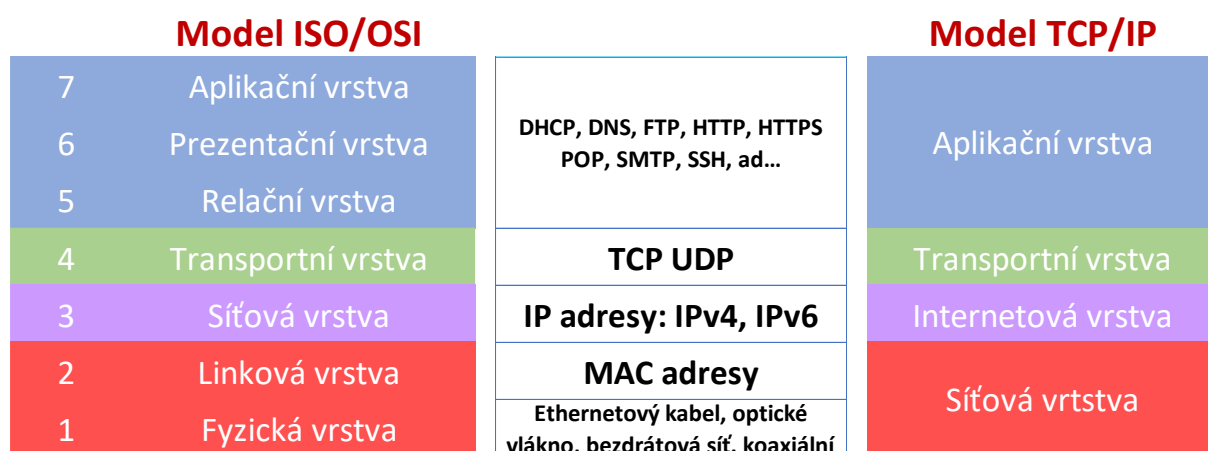 Model ISO/OSI
Model TCP/IP
7 Aplikační vrstva
6 Prezentační vrstva
5 Relační vrstva
DHCP, DNS, FTP, HTTP, HTTPS
POP, SMTP, SSH, ad...
Aplikační vrstva
4 Transportní vrstva
TCP UDP
Transportní vrstva
3 Síťová vrstva
IP adresy: IPv4, IPv6
Internetová vrstva
2 Linková vrstva
MAC adresy
1 Fyzická vrstva
Ethernetový kabel, optické
vlákno, bezdrátová síť, koaxiální
Síťová vrtstva